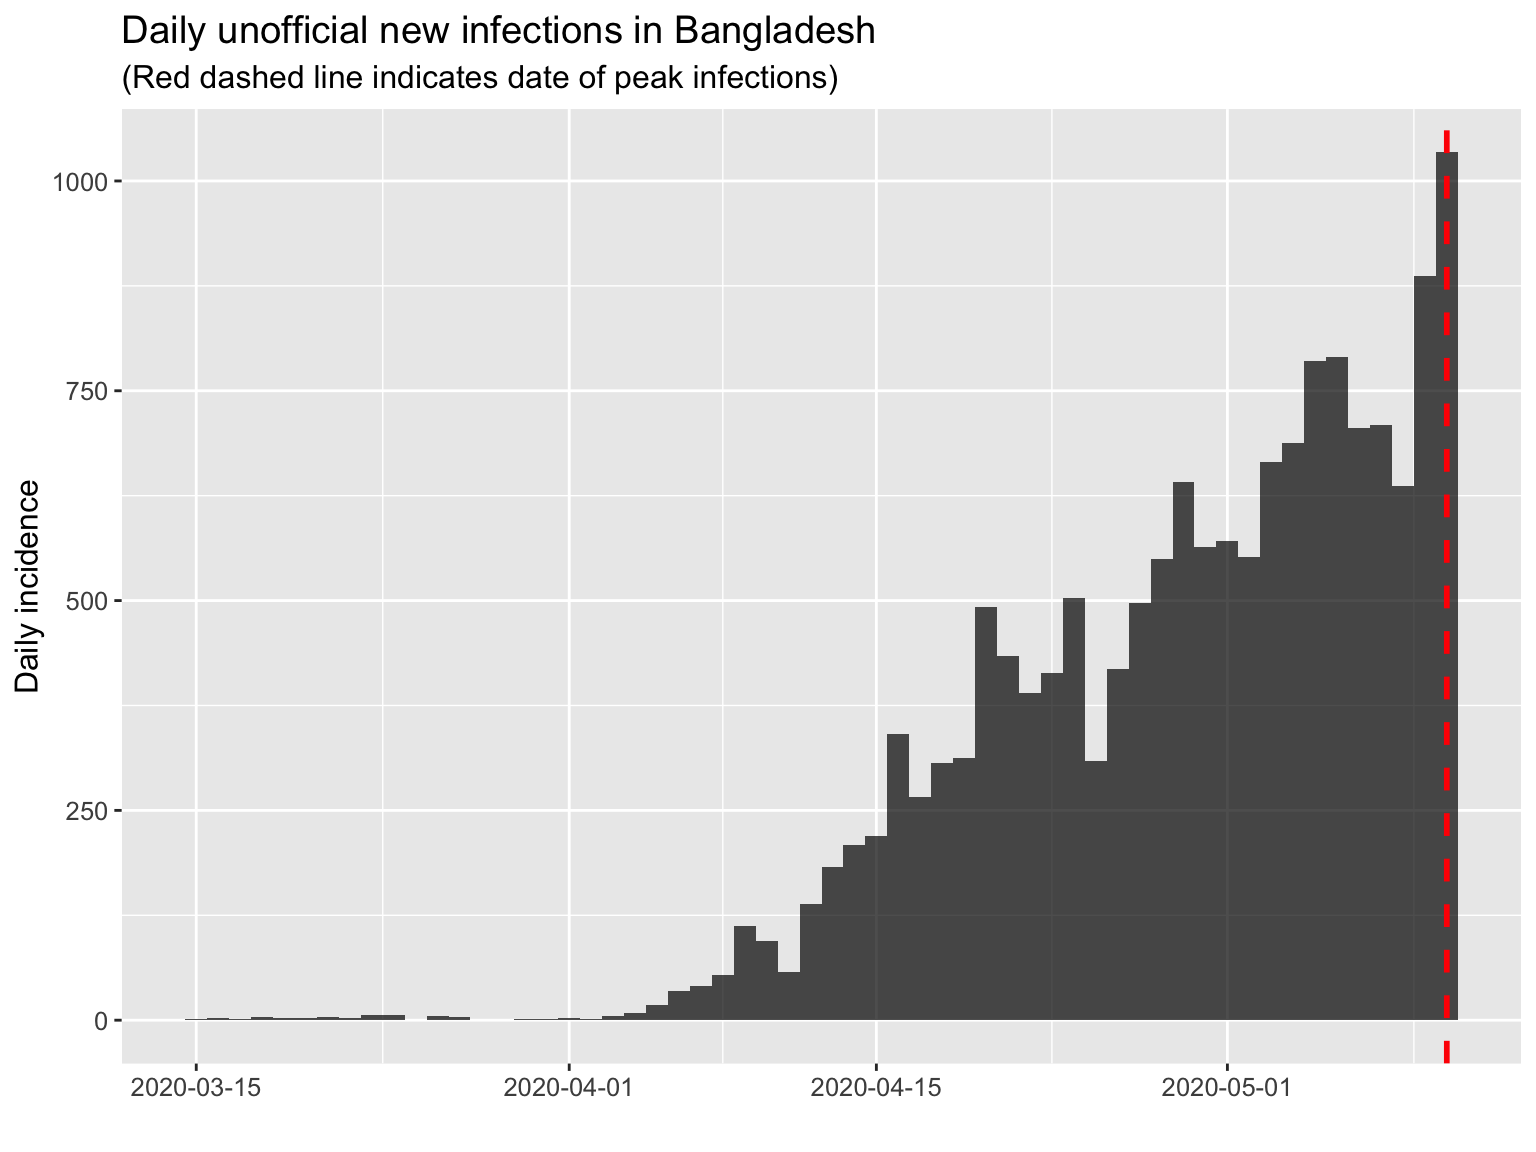 Daily unofficial new infections in Bangladesh
(Red dashed line indicates date of peak infections)
Daily incidence
1000
750
500
250
0
2020-03-15 2020-04-01 2020-04-15 2020-05-01